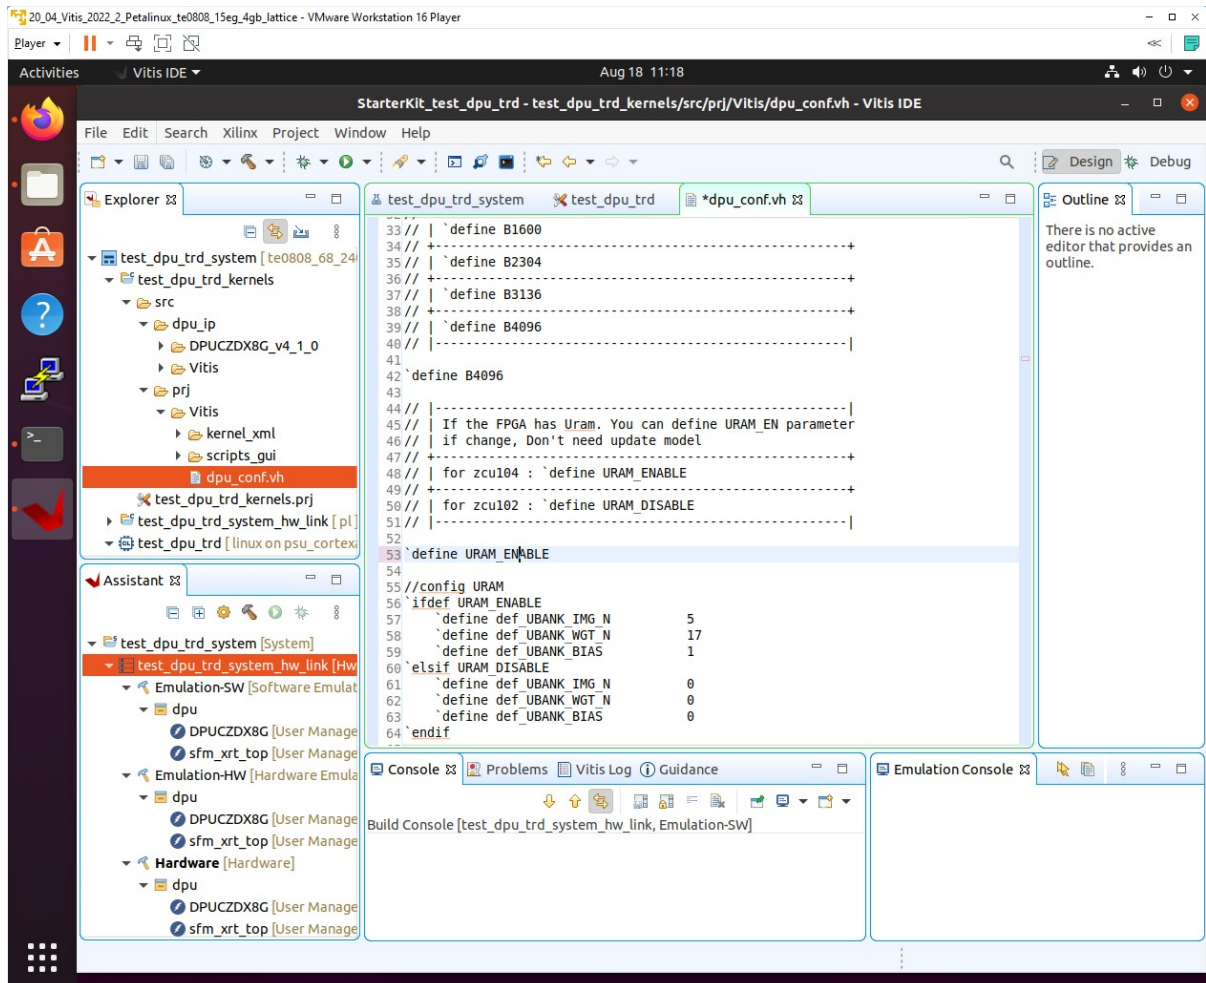 20_04_Vitis_2022_2_Petalinux_te0808_15eg_4gb_lattice - VMware Workstation 16 Player
Player
Activities
Vitis IDE
Aug 18 11:18
StarterKit_test_dpu_trd - test_dpu_trd_kernels/src/prj/Vitis/dpu_conf.vh - Vitis IDE
File Edit Search Xilinx Project Window Help
Design
Debug
Explorer
test_dpu_trd_system [ te0808_68_24
test_dpu_trd_kernels
src
dpu_ip
DPUCZDX8G_v4_1_0
Vitis
prj
Vitis
kernel_xml
scripts_gui
dpu_conf.vh
test_dpu_trd_kernels.prj
test_dpu_trd_system_hw_link [ pl ]
test_dpu_trd [ linux on psu_cortexa
Assistant
test_dpu_trd_system [System]
test_dpu_trd_system_hw_link [Hw
Emulation-SW [Software Emulat
dpu
DPUCZDX8G [User Manage
sfm_xrt_top [User Manage
Emulation-HW [Hardware Emula
dpu
DPUCZDX8G [User Manage
sfm_xrt_top [User Manage
Hardware [Hardware]
dpu
DPUCZDX8G [User Manage
sfm_xrt_top [User Manage
test_dpu_trd_system
test_dpu_trd
*dpu_conf.vh
33 // | `define B1600
34 // +------------------------------------------------------+
35 // | `define B2304
36 // +------------------------------------------------------+
37 // | `define B3136
38 // +------------------------------------------------------+
39 // | `define B4096
40 // |------------------------------------------------------|
41
42 `define B4096
43
44 // |------------------------------------------------------|
45 // | If the FPGA has Uram. You can define URAM_EN parameter
46 // | if change, Don't need update model
47 // +------------------------------------------------------+
48 // | for zcu104 : `define URAM_ENABLE
49 // +------------------------------------------------------+
50 // | for zcu102 : `define URAM_DISABLE
51 // |------------------------------------------------------|
52
53 `define URAM_ENABLE
54
55 //config URAM
56 `ifdef URAM_ENABLE
57 `define def_UBANK_IMG_N 5
58 `define def_UBANK_WGT_N 17
59 `define def_UBANK_BIAS 1
60 `elsif URAM_DISABLE
61 `define def_UBANK_IMG_N 0
62 `define def_UBANK_WGT_N 0
63 `define def_UBANK_BIAS 0
64 `endif
Outline
There is no active
editor that provides an
outline.
Console
Problems
Vitis Log
Guidance
Build Console [test_dpu_trd_system_hw_link, Emulation-SW]
Emulation Console